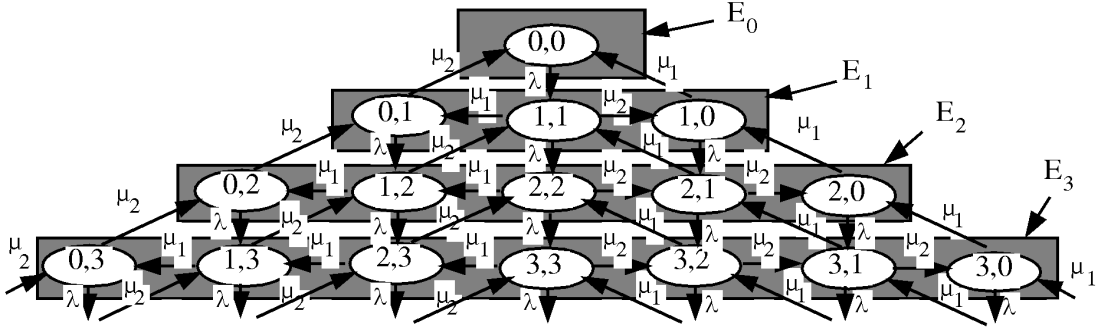 E0
0,0
μ2 λ μ1
E1
μ1 μ2
0,1 1,1 1,0
E2
μ2 λ μ2 λ μ1 λ μ1
μ1 μ1 μ2 μ2
0,2 1,2 2,2 2,1 2,0
E3
μ2 λ μ2 λ μ2 λ μ1 λ μ1 λ μ1
μ1 μ1 μ1 μ2 μ2 μ2
0,3 1,3 2,3 3,3 3,2 3,1 3,0
μ2 λ μ2 λ μ2 λ μ2 λ μ1 λ μ1 λ μ1 λ μ1